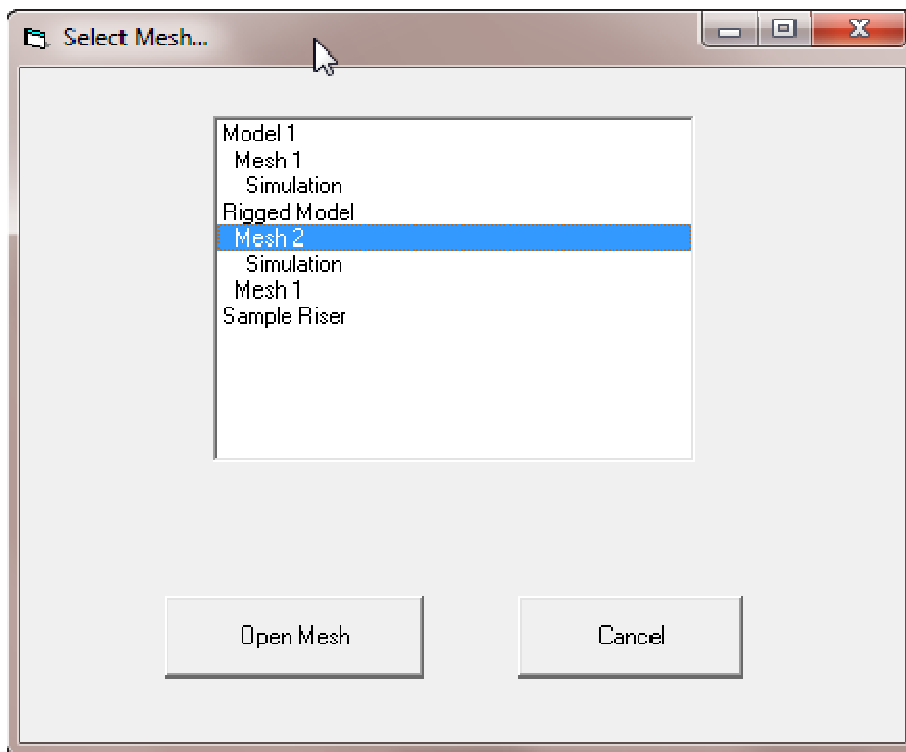 Select Mesh...
Model 1
Mesh 1
Simulation
Rigged Model
Mesh 2
Simulation
Mesh 1
Sample Riser
Open Mesh
Cancel